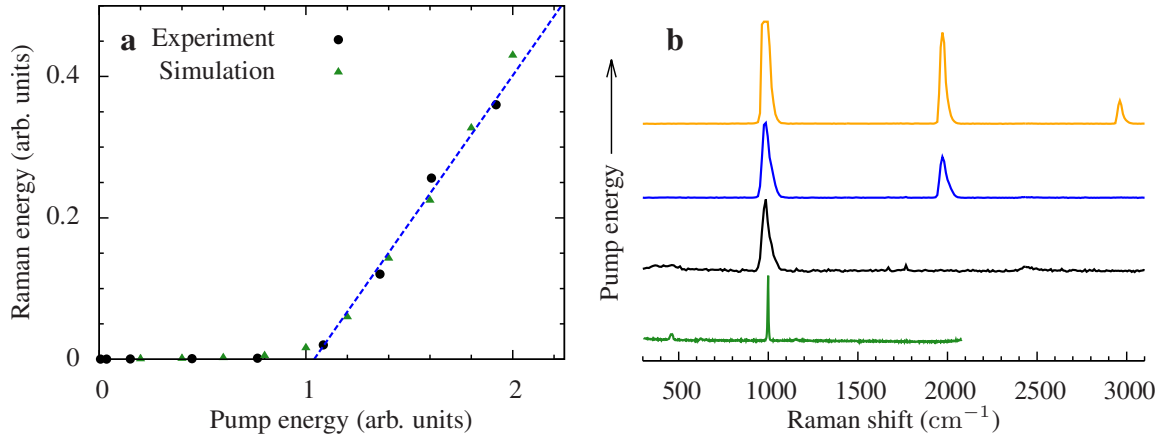 a
Experiment
Simulation
Raman energy (arb. units)
0.4
0.2
0
0 1 2
Pump energy (arb. units)
b
Pump energy
500 1000 1500 2000 2500 3000
Raman shift (cm⁻¹)